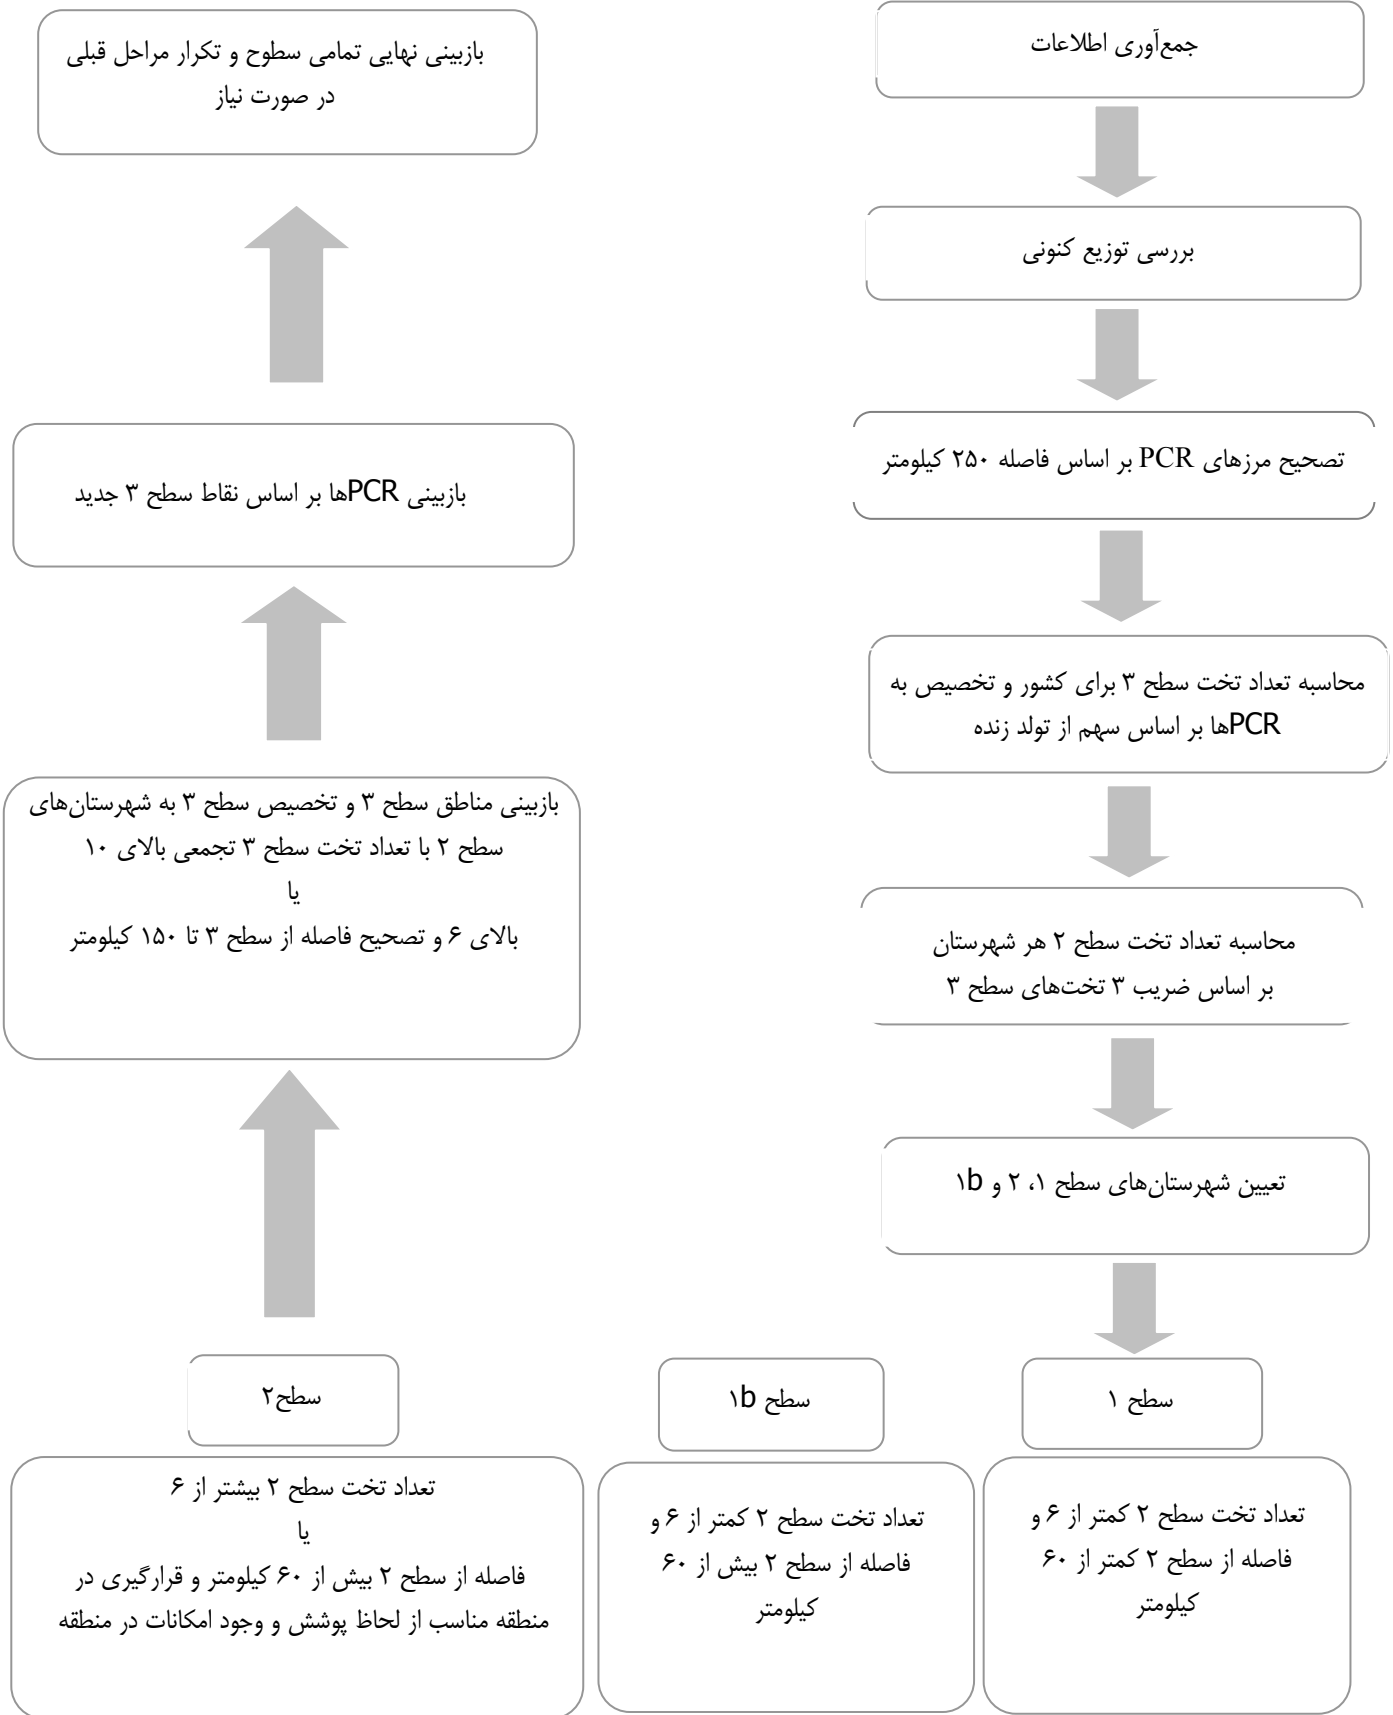 جمع‌آوری اطلاعات
بررسی توزیع کنونی
تصحیح مرزهای PCR بر اساس فاصله ۲۵۰ کیلومتر
محاسبه تعداد تخت سطح ۳ برای کشور و تخصیص به
PCRها بر اساس سهم از تولد زنده
محاسبه تعداد تخت سطح ۲ هر شهرستان
بر اساس ضریب ۳ تخت‌های سطح ۳
تعیین شهرستان‌های سطح ۱، ۲ و ۱b
سطح ۱
تعداد تخت سطح ۲ کمتر از ۶ و
فاصله از سطح ۲ کمتر از ۶۰
کیلومتر
سطح ۱b
تعداد تخت سطح ۲ کمتر از ۶ و
فاصله از سطح ۲ بیش از ۶۰
کیلومتر
سطح۲
تعداد تخت سطح ۲ بیشتر از ۶
یا
فاصله از سطح ۲ بیش از ۶۰ کیلومتر و قرارگیری در
منطقه مناسب از لحاظ پوشش و وجود امکانات در منطقه
بازبینی مناطق سطح ۳ و تخصیص سطح ۳ به شهرستان‌های
سطح ۲ با تعداد تخت سطح ۳ تجمعی بالای ۱۰
یا
بالای ۶ و تصحیح فاصله از سطح ۳ تا ۱۵۰ کیلومتر
بازبینی PCRها بر اساس نقاط سطح ۳ جدید
بازبینی نهایی تمامی سطوح و تکرار مراحل قبلی
در صورت نیاز